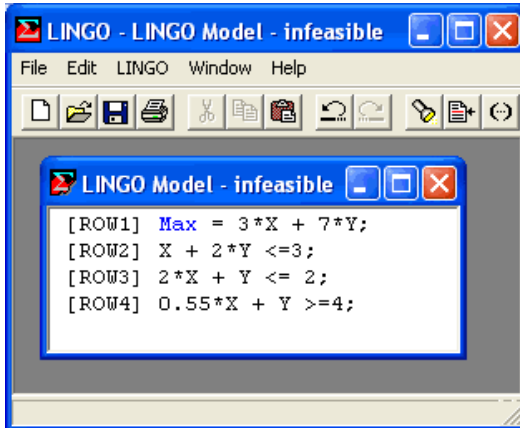 LINGO - LINGO Model - infeasible
File Edit LINGO Window Help
LINGO Model - infeasible
[ROW1] Max = 3*X + 7*Y;
[ROW2] X + 2*Y <=3;
[ROW3] 2*X + Y <= 2;
[ROW4] 0.55*X + Y >=4;